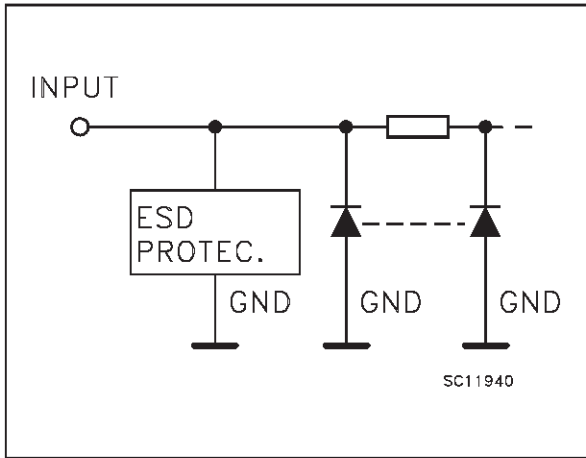 INPUT
ESD
PROTEC.
GND
GND
GND
SC11940